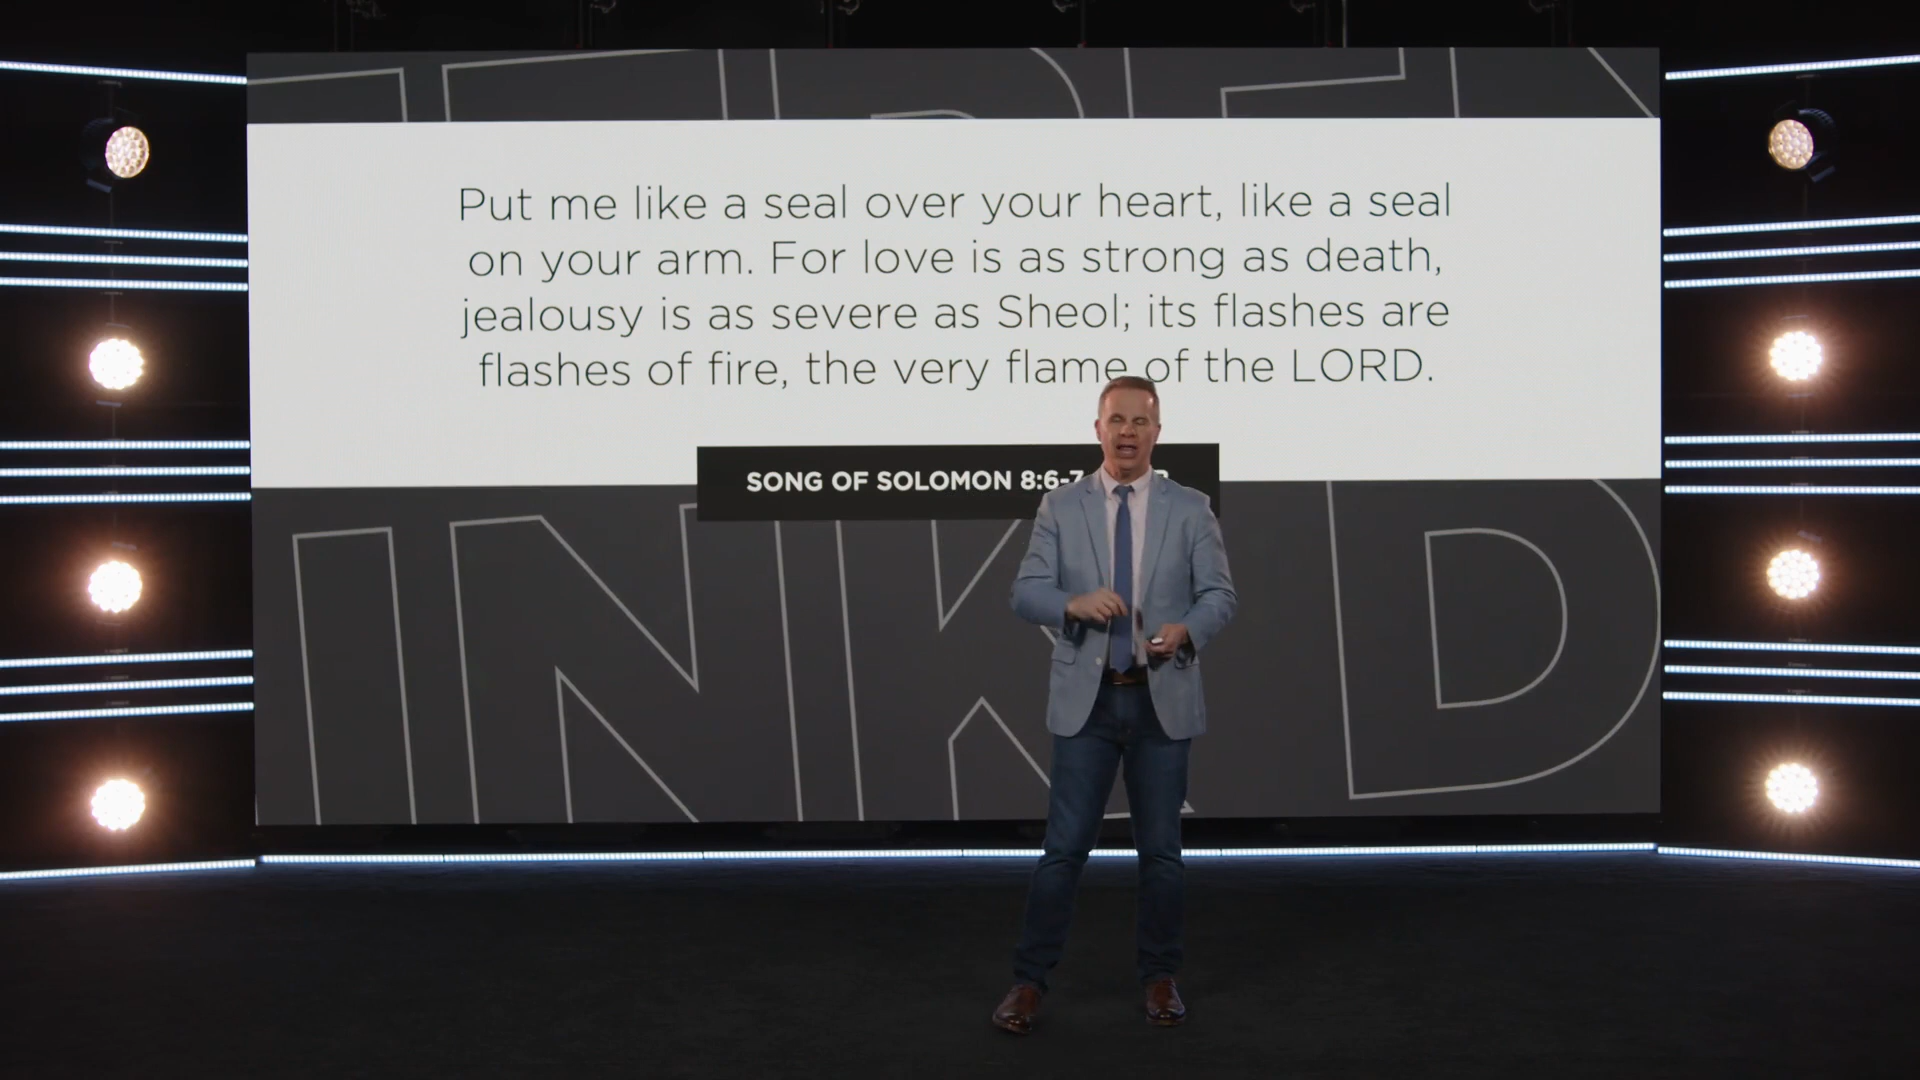 Put me like a seal over your heart, like a seal
on your arm. For love is as strong as death,
jealousy is as severe as Sheol; its flashes are
flashes of fire, the very flame of the LORD.
SONG OF SOLOMON 8:6-7